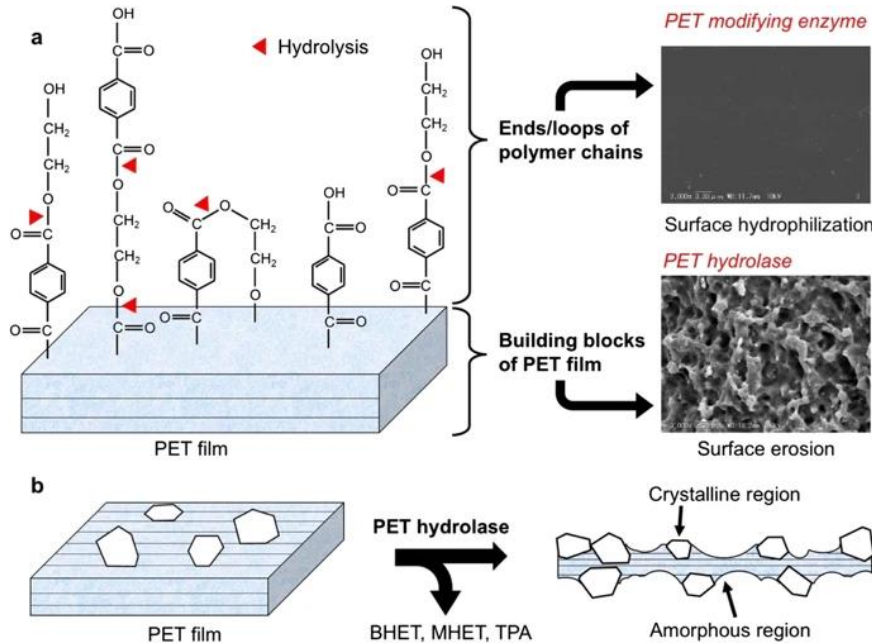 a
Hydrolysis
PET modifying enzyme
OH
C=O
OH
CH₂
CH₂
O
O=C
C=O
C=O
O
CH₂
CH₂
O
C=O
O=C
O
CH₂
CH₂
O
C=O
OH
C=O
C=O
OH
CH₂
CH₂
O
O=C
C=O
Ends/loops of
polymer chains
Surface hydrophilization
PET hydrolase
Building blocks
of PET film
Surface erosion
PET film
b
PET hydrolase
Crystalline region
PET film
BHET, MHET, TPA
Amorphous region